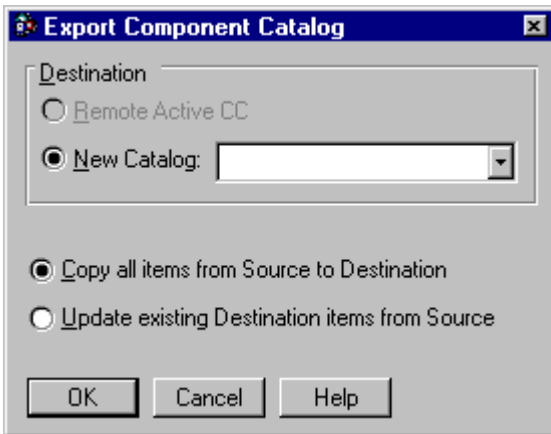 Export Component Catalog
Destination
Remote Active CC
New Catalog:
Copy all items from Source to Destination
Update existing Destination items from Source
OK Cancel Help